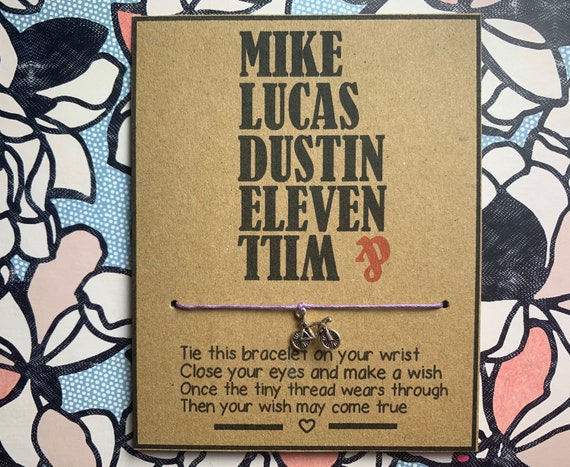 MIKE
LUCAS
DUSTIN
ELEVEN
& WILL
Tie this bracelet on your wrist
Close your eyes and make a wish
Once the tiny thread wears through
Then your wish may come true